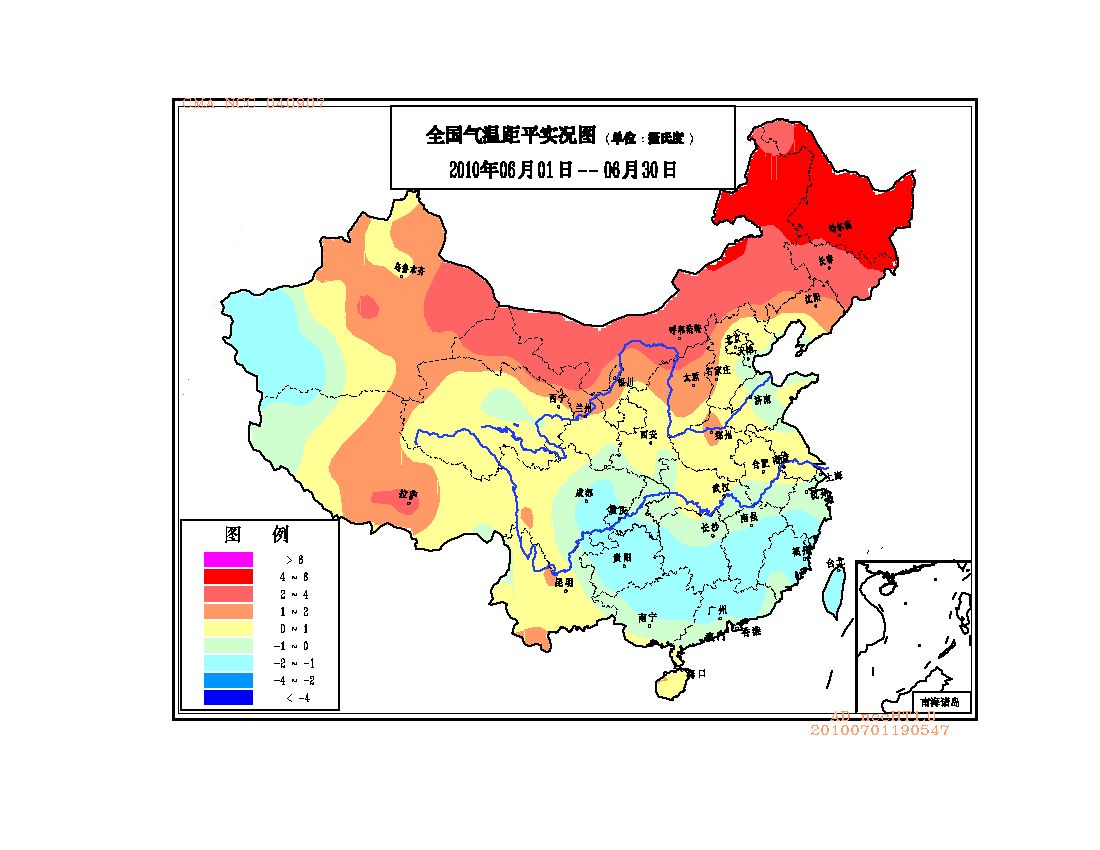 CMA NCC 040902
全国气温距平实况图 (单位:摄氏度)
2010年06月01日--06月30日
哈尔滨
长春
乌鲁木齐
沈阳
呼和浩特
北京
天津
石家庄
太原
银川
西宁
兰州
济南
郑州
西安
合肥 南京
上海
拉萨
成都
武汉
杭州
重庆
南昌
长沙
图 例
贵阳
福州
> 6
台北
4 ~ 6
昆明
2 ~ 4
1 ~ 2
广州
南宁
0 ~ 1
香港
澳门
-1 ~ 0
-2 ~ -1
海口
-4 ~ -2
< -4
南海诸岛
20100701190547